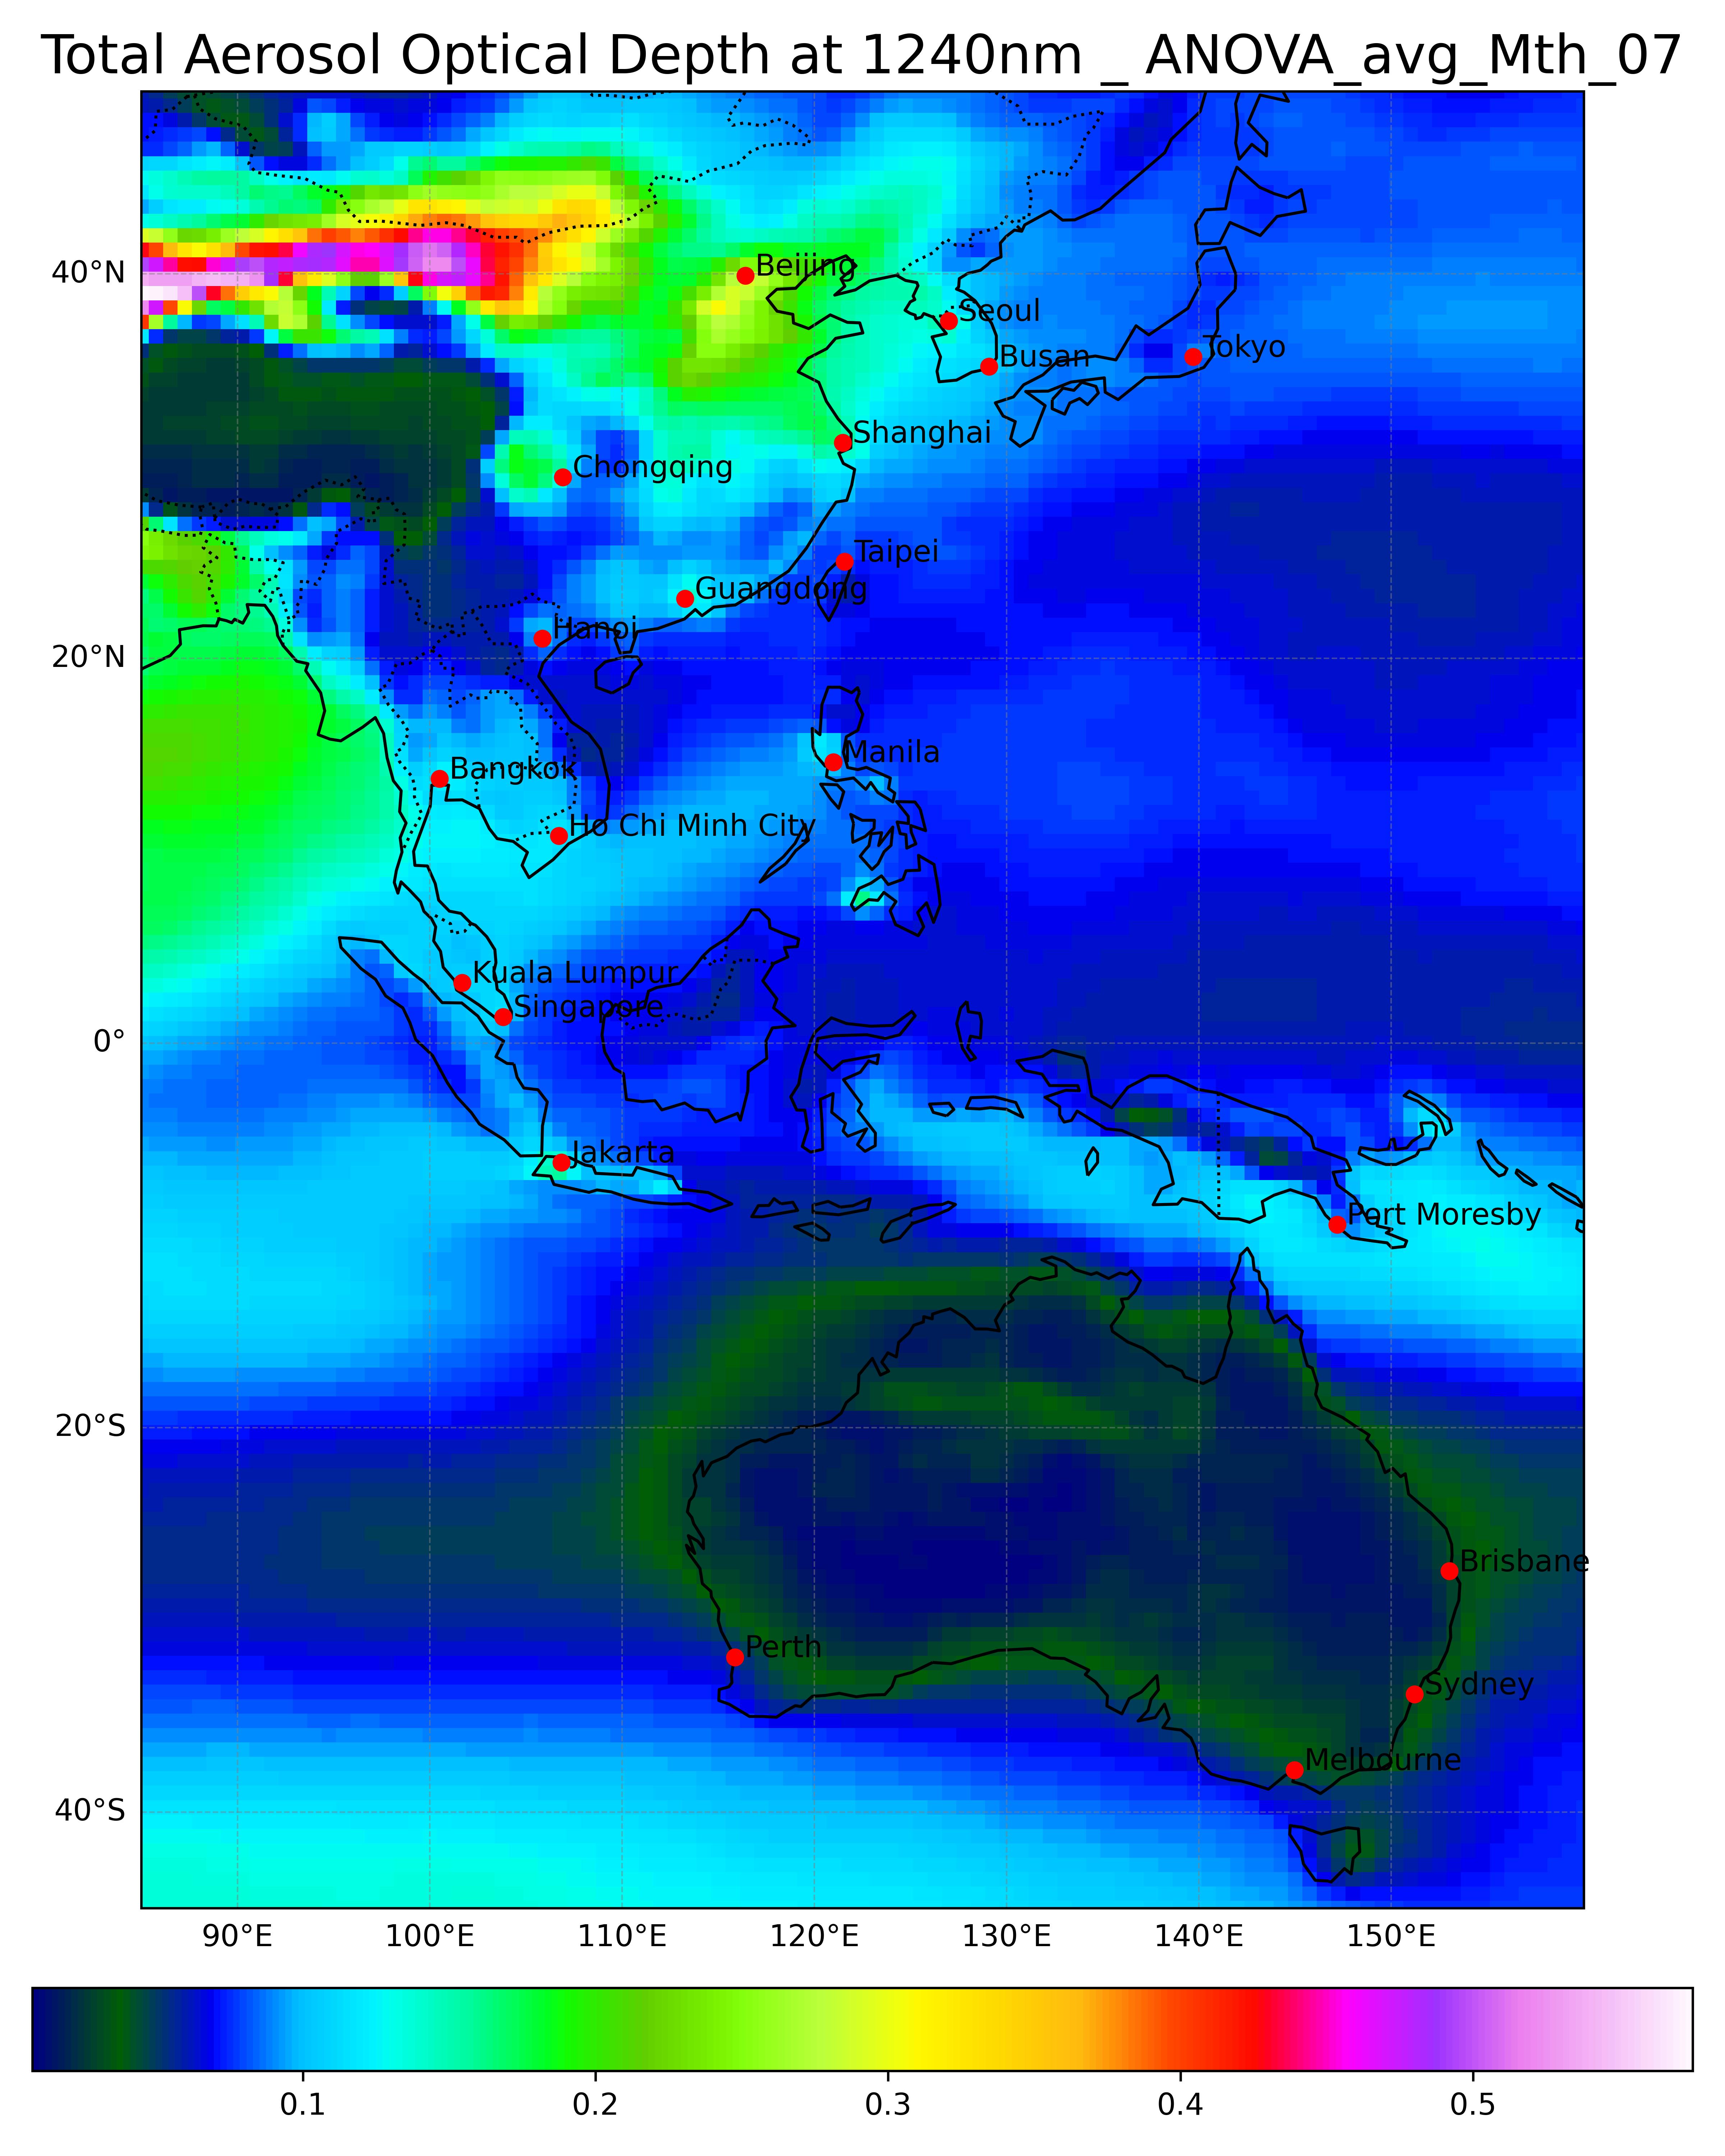 Total Aerosol Optical Depth at 1240nm _ ANOVA_avg_Mth_07
40°N
20°N
0°
20°S
40°S
Beijing
Seoul
Busan
Tokyo
Shanghai
Chongqing
Taipei
Guangdong
Hanoi
Manila
Bangkok
Ho Chi Minh City
Kuala Lumpur
Singapore
Jakarta
Port Moresby
Brisbane
Perth
Sydney
Melbourne
90°E 100°E 110°E 120°E 130°E 140°E 150°E
0.1 0.2 0.3 0.4 0.5